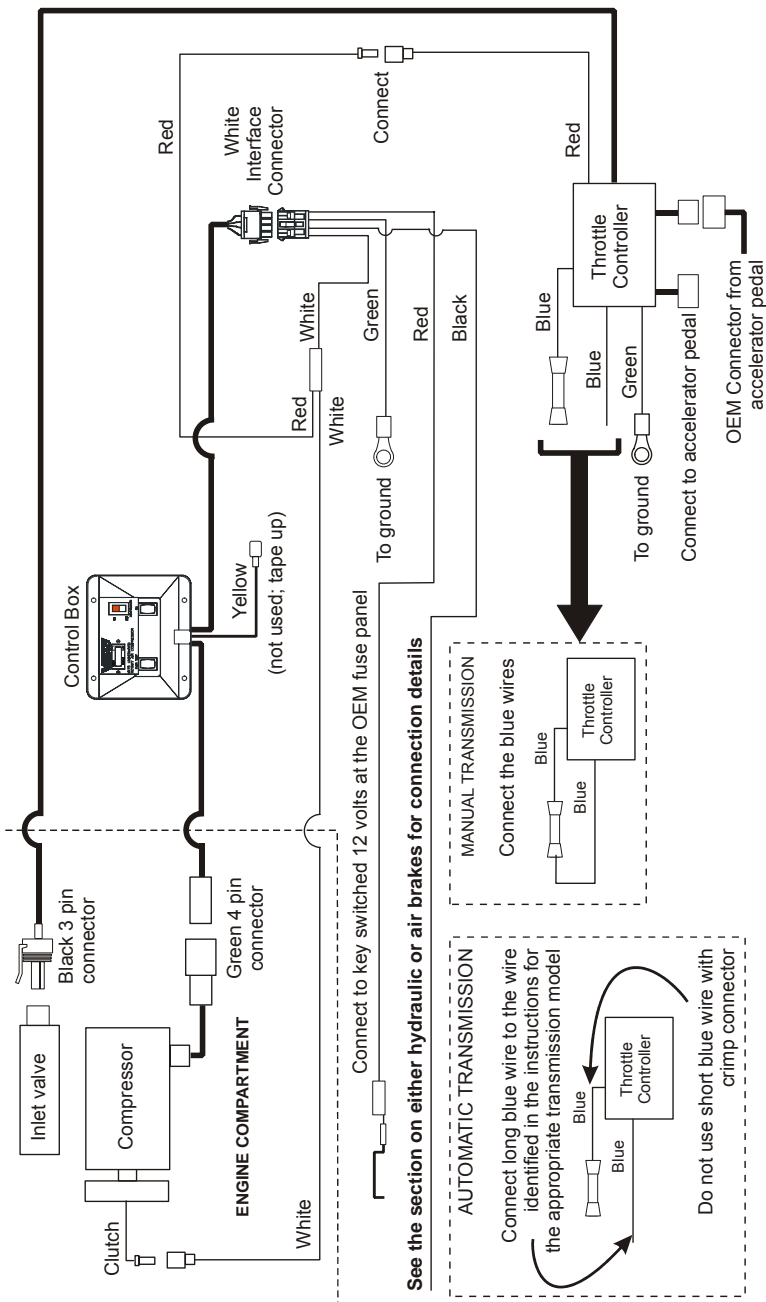 Inlet valve
Black 3 pin
connector
Compressor
Clutch
Green 4 pin
connector
ENGINE COMPARTMENT
White
Control Box
Yellow
(not used; tape up)
Red
White
Interface
Connector
White
Red
White
Green
Red
Black
To ground
Connect to key switched 12 volts at the OEM fuse panel
See the section on either hydraulic or air brakes for connection details
Connect
Red
Throttle
Controller
Blue
Blue
Green
To ground
Connect to accelerator pedal
OEM Connector from
accelerator pedal
MANUAL TRANSMISSION
Connect the blue wires
Blue
Blue
Throttle
Controller
AUTOMATIC TRANSMISSION
Connect long blue wire to the wire
identified in the instructions for
the appropriate transmission model
Blue
Blue
Throttle
Controller
Do not use short blue wire with
crimp connector